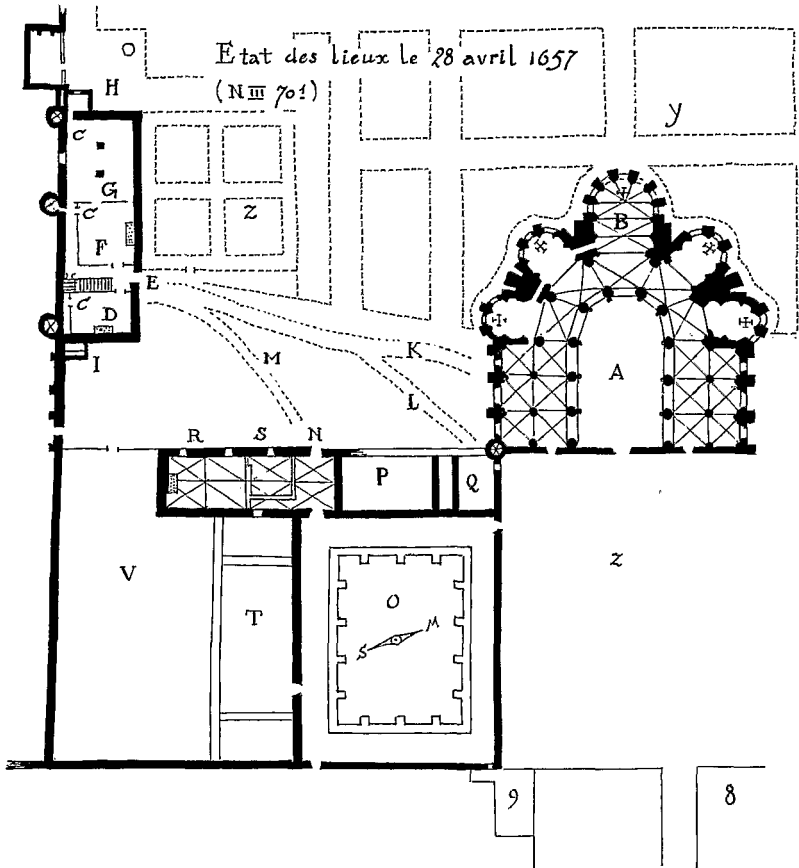 O
Etat des lieux le 28 avril 1657
(N III 701)
H
y
C
G
C
z
B
F
E
C
D
I
M
K
A
L
R S N
P Q
V
z
O
T
S M
9 8